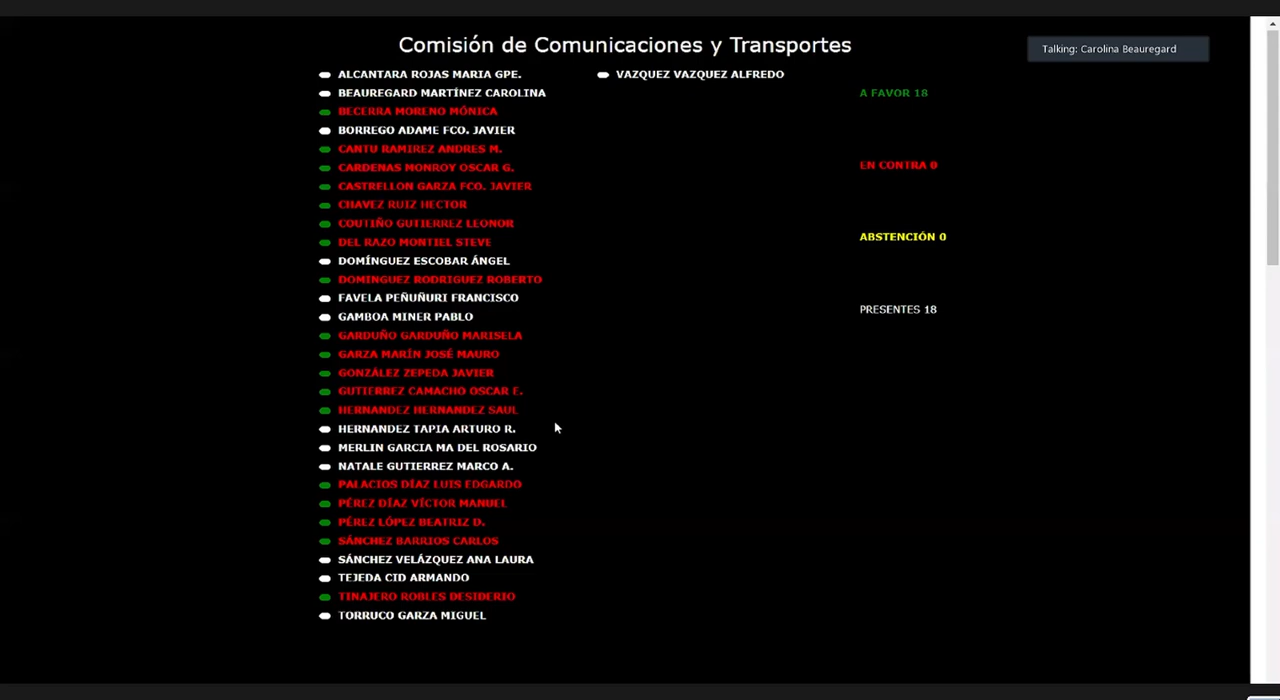 Comisión de Comunicaciones y Transportes
Talking: Carolina Beauregard
ALCANTARA ROJAS MARIA GPE.
BEAUREGARD MARTÍNEZ CAROLINA
BECERRA MORENO MÓNICA
BORREGO ADAME FCO. JAVIER
CANTU RAMIREZ ANDRES M.
CARDENAS MONROY OSCAR G.
CASTRELLON GARZA FCO. JAVIER
CHAVEZ RUIZ HECTOR
COUTIÑO GUTIERREZ LEONOR
DEL RAZO MONTIEL STEVE
DOMÍNGUEZ ESCOBAR ÁNGEL
DOMINGUEZ RODRIGUEZ ROBERTO
FAVELA PEÑUÑURI FRANCISCO
GAMBOA MINER PABLO
GARDUÑO GARDUÑO MARISELA
GARZA MARÍN JOSÉ MAURO
GONZÁLEZ ZEPEDA JAVIER
GUTIERREZ CAMACHO OSCAR E.
HERNANDEZ HERNANDEZ SAUL
HERNANDEZ TAPIA ARTURO R.
MERLIN GARCIA MA DEL ROSARIO
NATALE GUTIERREZ MARCO A.
PALACIOS DÍAZ LUIS EDGARDO
PÉREZ DÍAZ VÍCTOR MANUEL
PÉREZ LÓPEZ BEATRIZ D.
SÁNCHEZ BARRIOS CARLOS
SÁNCHEZ VELÁZQUEZ ANA LAURA
TEJEDA CID ARMANDO
TINAJERO ROBLES DESIDERIO
TORRUCO GARZA MIGUEL
VAZQUEZ VAZQUEZ ALFREDO
A FAVOR 18
EN CONTRA 0
ABSTENCIÓN 0
PRESENTES 18